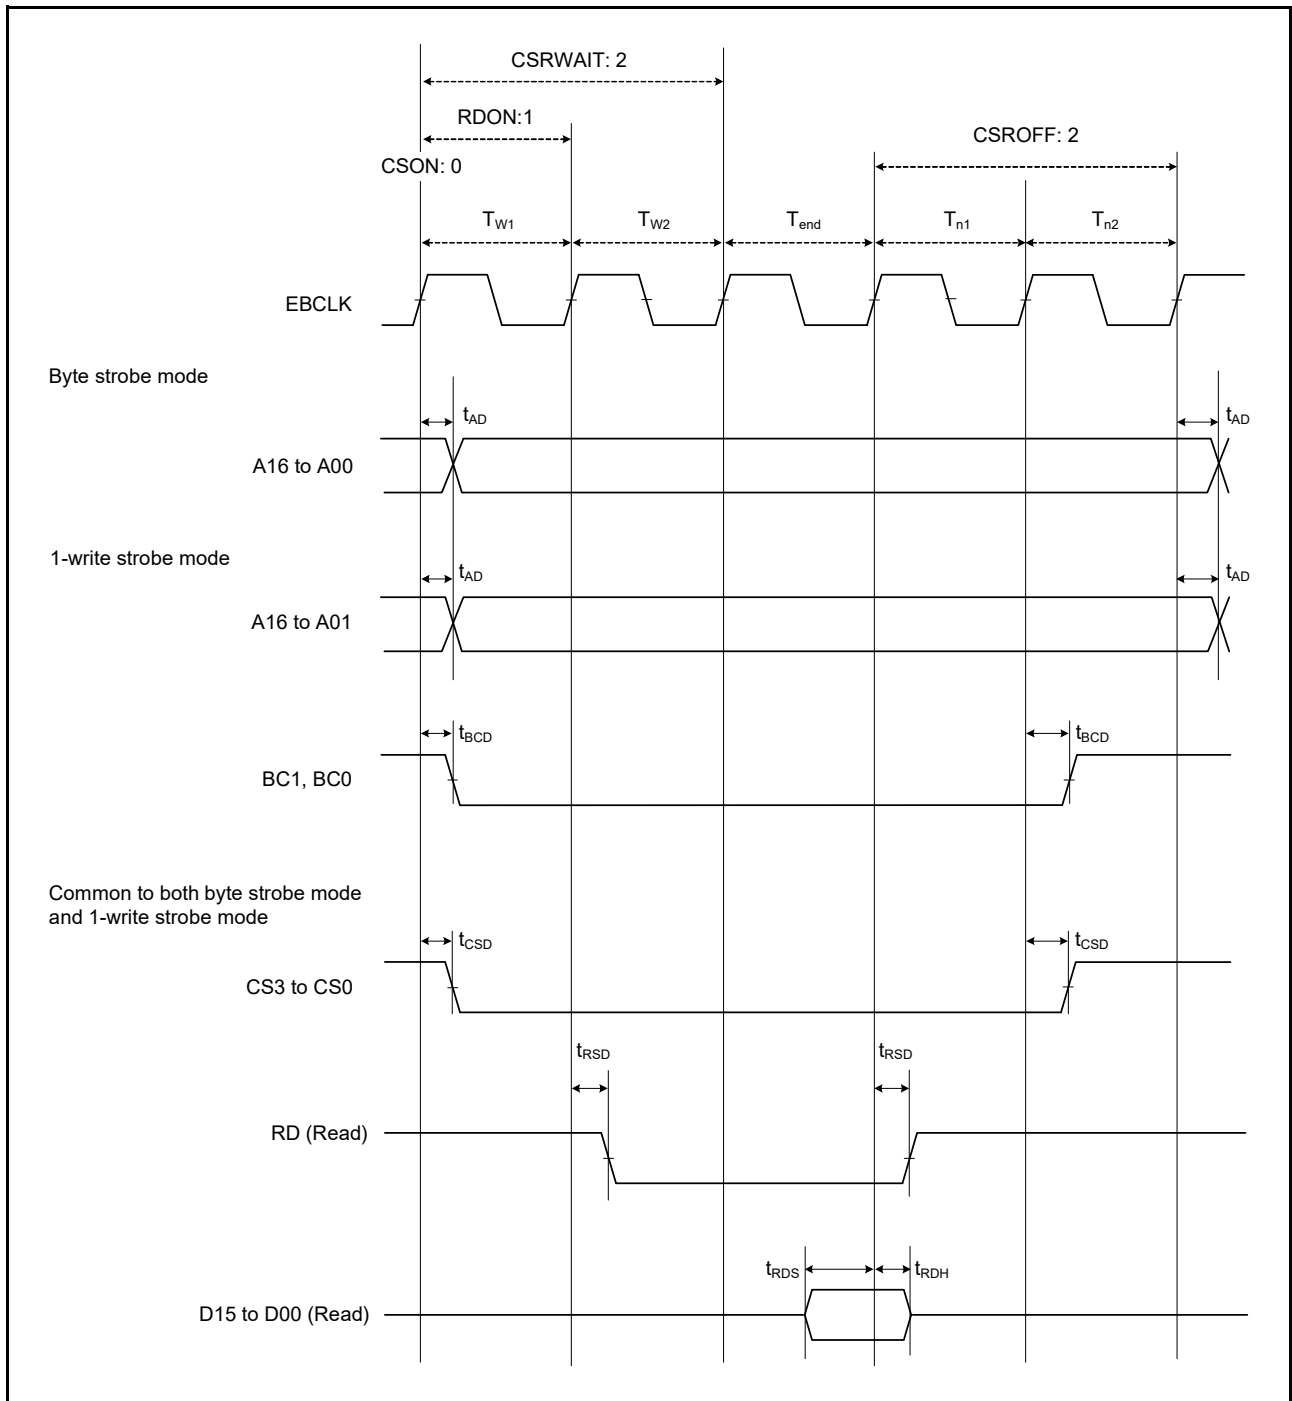 CSRWAIT: 2
RDON:1
CSROFF: 2
CSON: 0
TW1
TW2
Tend
Tn1
Tn2
EBCLK
Byte strobe mode
tAD
tAD
A16 to A00
1-write strobe mode
tAD
tAD
A16 to A01
tBCD
tBCD
BC1, BC0
Common to both byte strobe mode
and 1-write strobe mode
tCSD
tCSD
CS3 to CS0
tRSD
tRSD
RD (Read)
tRDS
tRDH
D15 to D00 (Read)